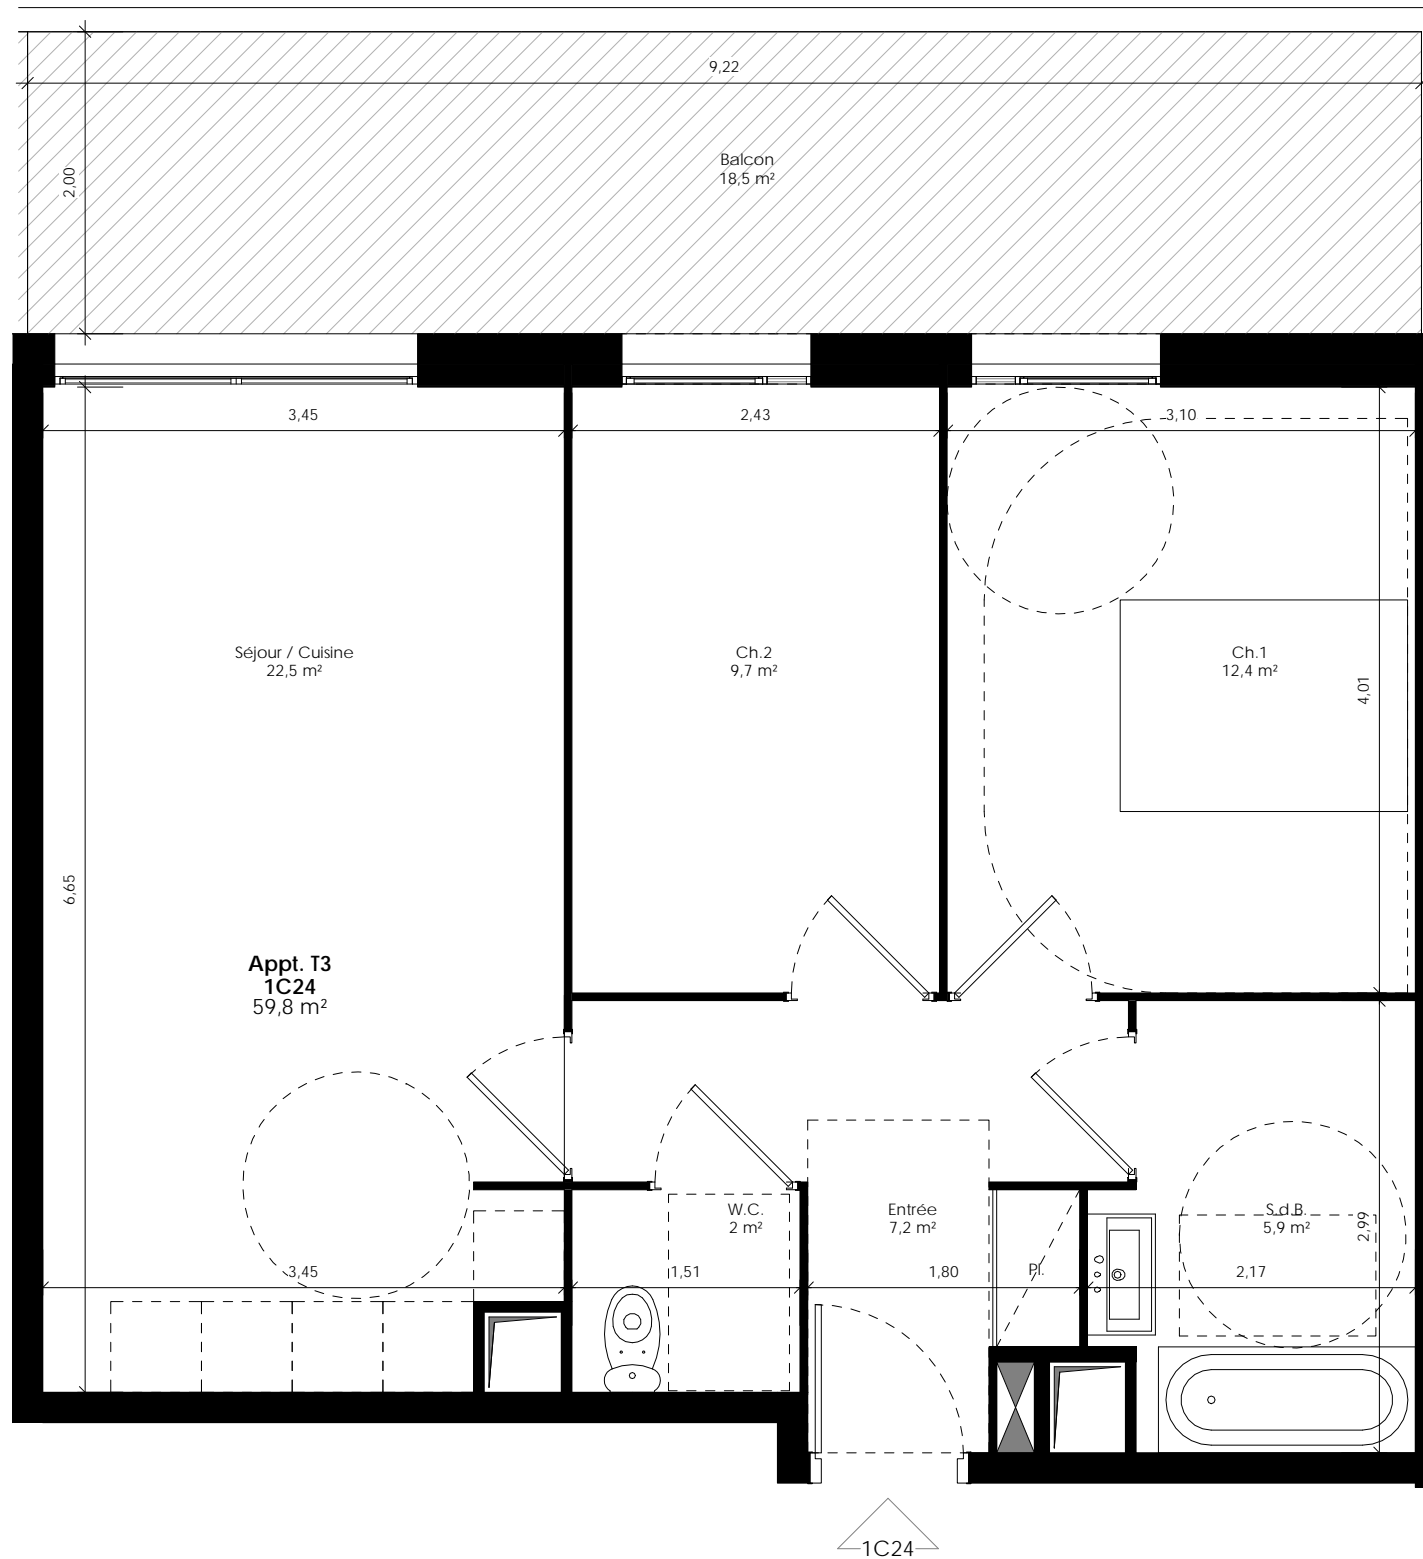 9,22
Balcon
18,5 m²
2,00
3,45
2,43
3,10
Séjour / Cuisine
22,5 m²
Ch.2
9,7 m²
Ch.1
12,4 m²
4,01
6,65
Appt. T3
1C24
59,8 m²
W.C.
2 m²
Entrée
7,2 m²
S.d.B.
5,9 m²
2,99
3,45
1,51
1,80
Pl.
2,17
1C24